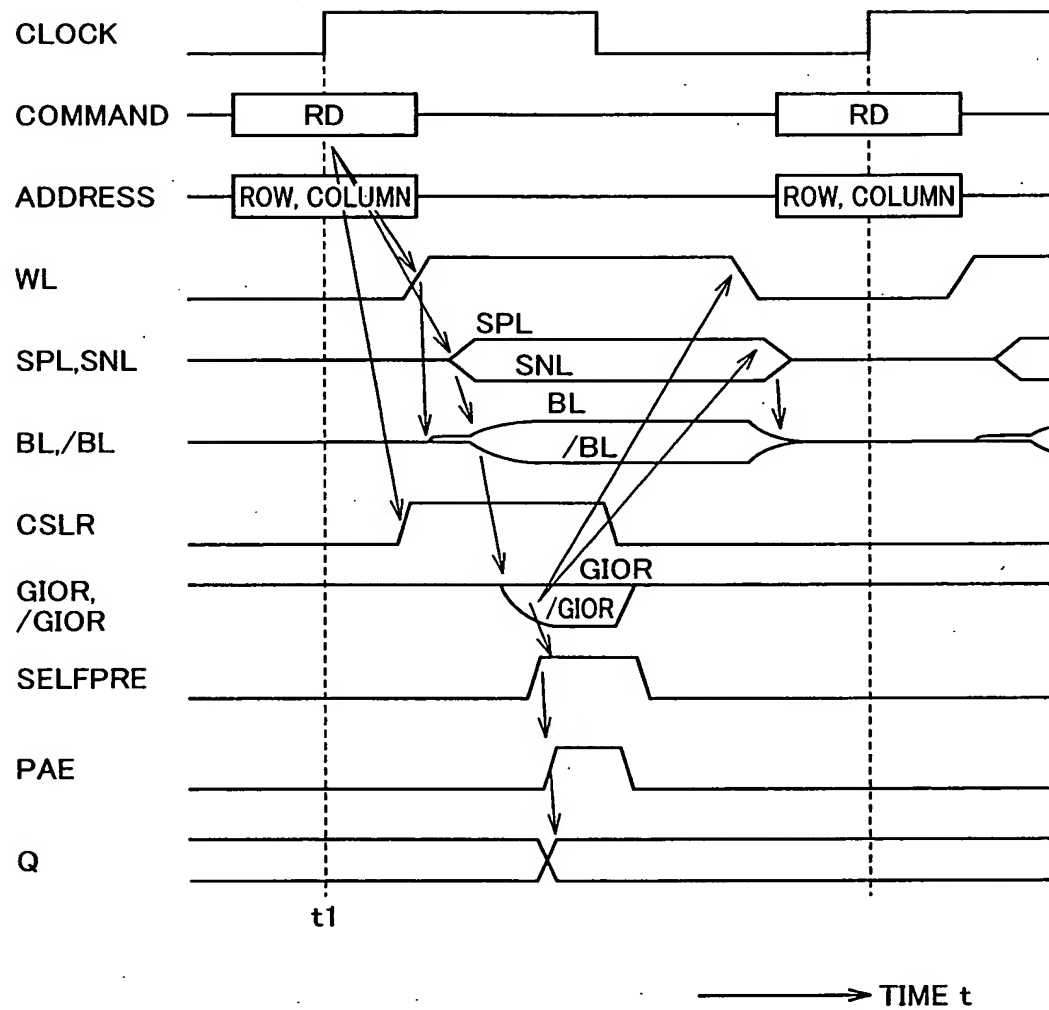 CLOCK
COMMAND RD RD
ADDRESS ROW, COLUMN ROW, COLUMN
WL
SPL
SPL,SNL SNL
BL
BL,/BL /BL
CSLR
GIOR
GIOR, /GIOR
/GIOR
SELFPRE
PAE
Q
t1
TIME t